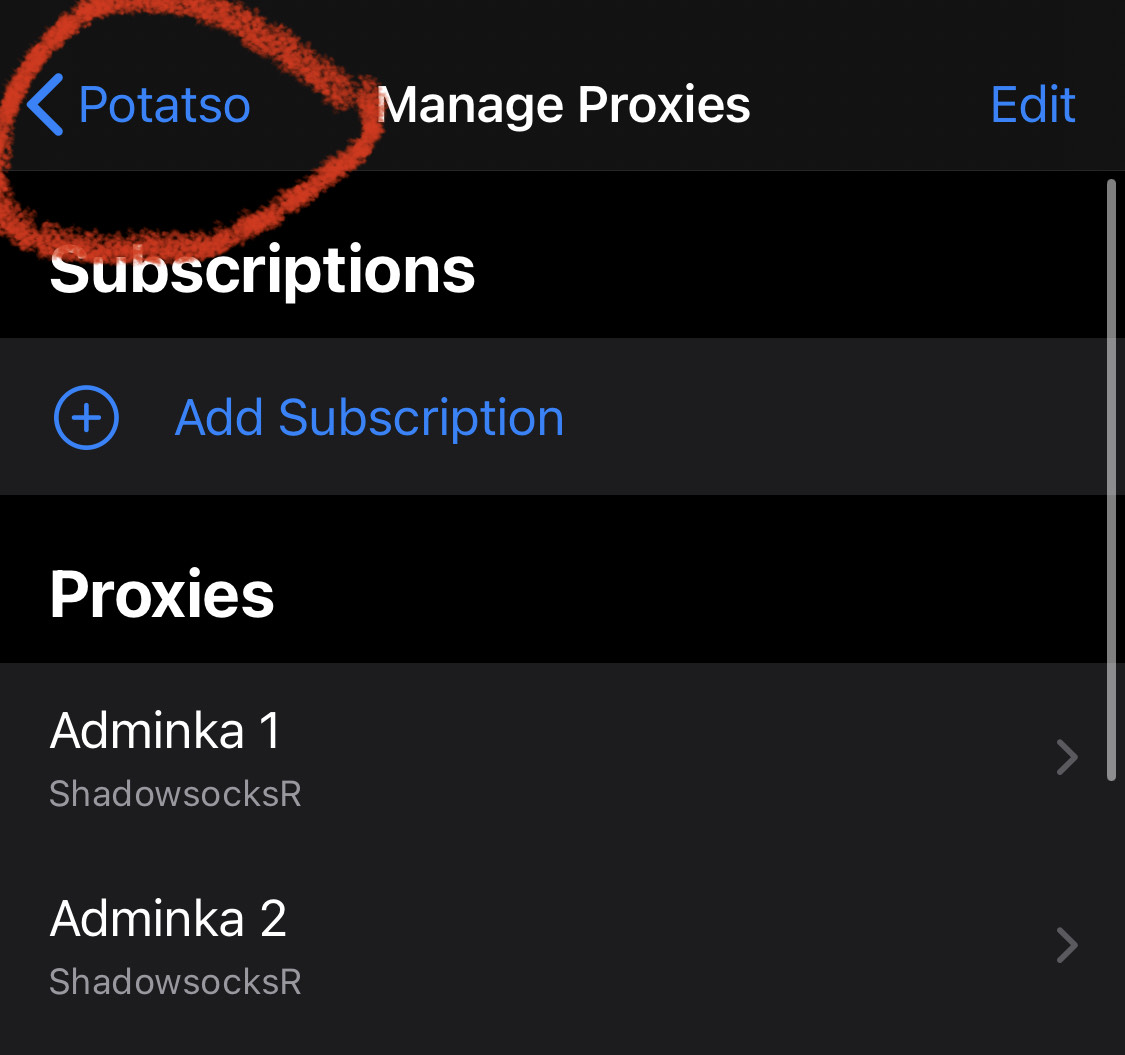 Potatso Manage Proxies Edit
Subscriptions
Add Subscription
Proxies
Adminka 1
ShadowsocksR
Adminka 2
ShadowsocksR